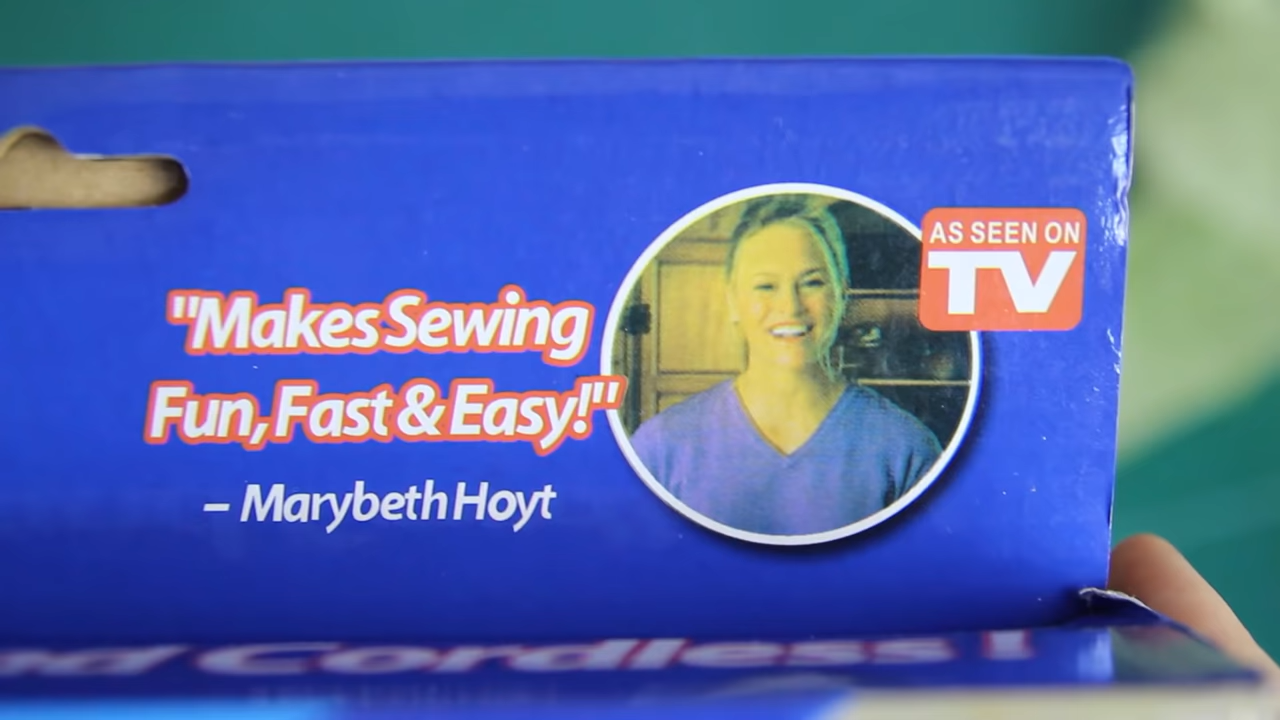 AS SEEN ON
TV
"Makes Sewing
Fun, Fast & Easy!"
– Marybeth Hoyt
Cordless!